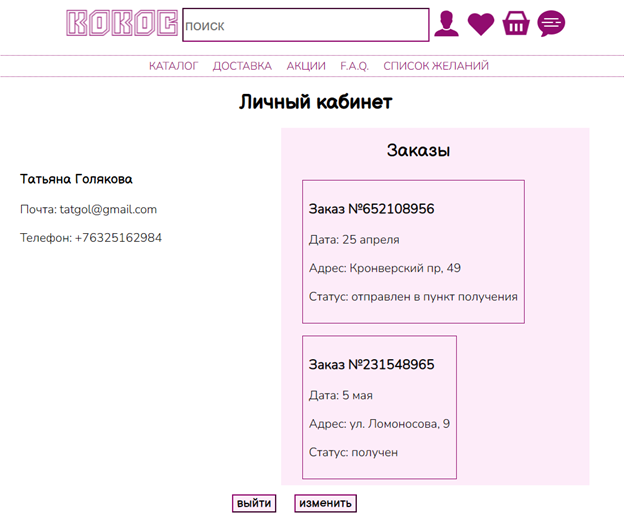 КОКОС
поиск
КАТАЛОГ ДОСТАВКА АКЦИИ F.A.Q. СПИСОК ЖЕЛАНИЙ
Личный кабинет
Татьяна Голякова
Почта: tatgol@gmail.com
Телефон: +76325162984
Заказы
Заказ №652108956
Дата: 25 апреля
Адрес: Кронверский пр, 49
Статус: отправлен в пункт получения
Заказ №231548965
Дата: 5 мая
Адрес: ул. Ломоносова, 9
Статус: получен
выйти изменить